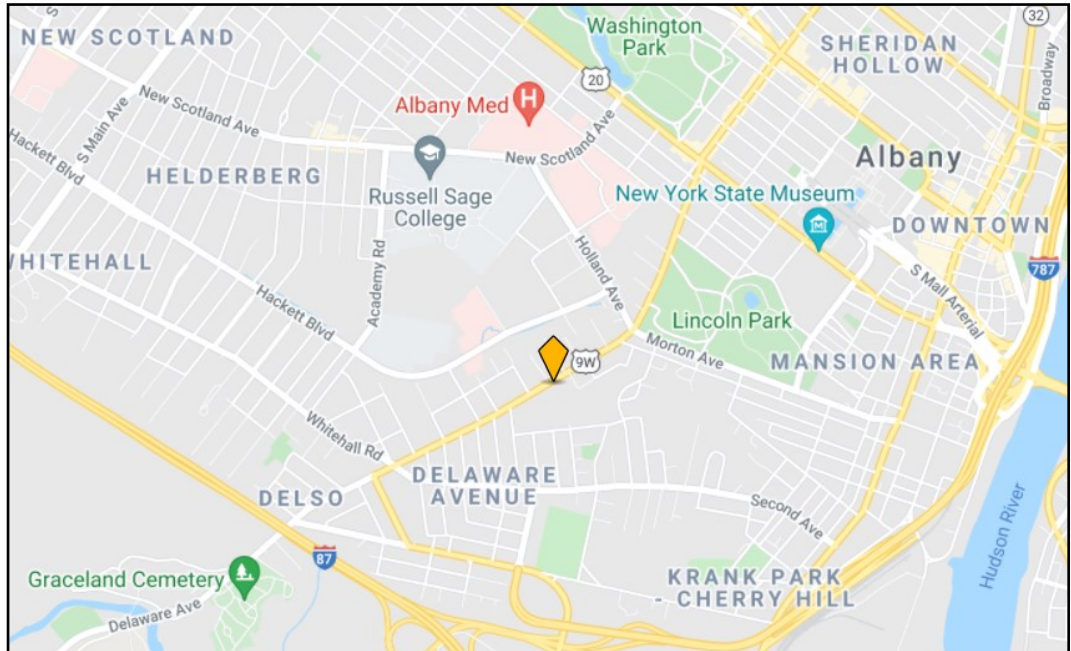 NEW SCOTLAND
Washington
Park
SHERIDAN
HOLLOW
32
Broadway
20
S Main Ave
New Scotland Ave
Albany Med
H
New Scotland Ave
Albany
Hackett Blvd
HELDERBERG
Russell Sage
College
New York State Museum
M
DOWNTOWN
WHITEHALL
Academy Rd
Holland Ave
S Mall Arterial
787
Hackett Blvd
Lincoln Park
Morton Ave
MANSION AREA
9W
Whitehall Rd
DELAWARE
AVENUE
DELSO
Second Ave
Hudson River
87
Graceland Cemetery
KRANK PARK
- CHERRY HILL
Delaware Ave